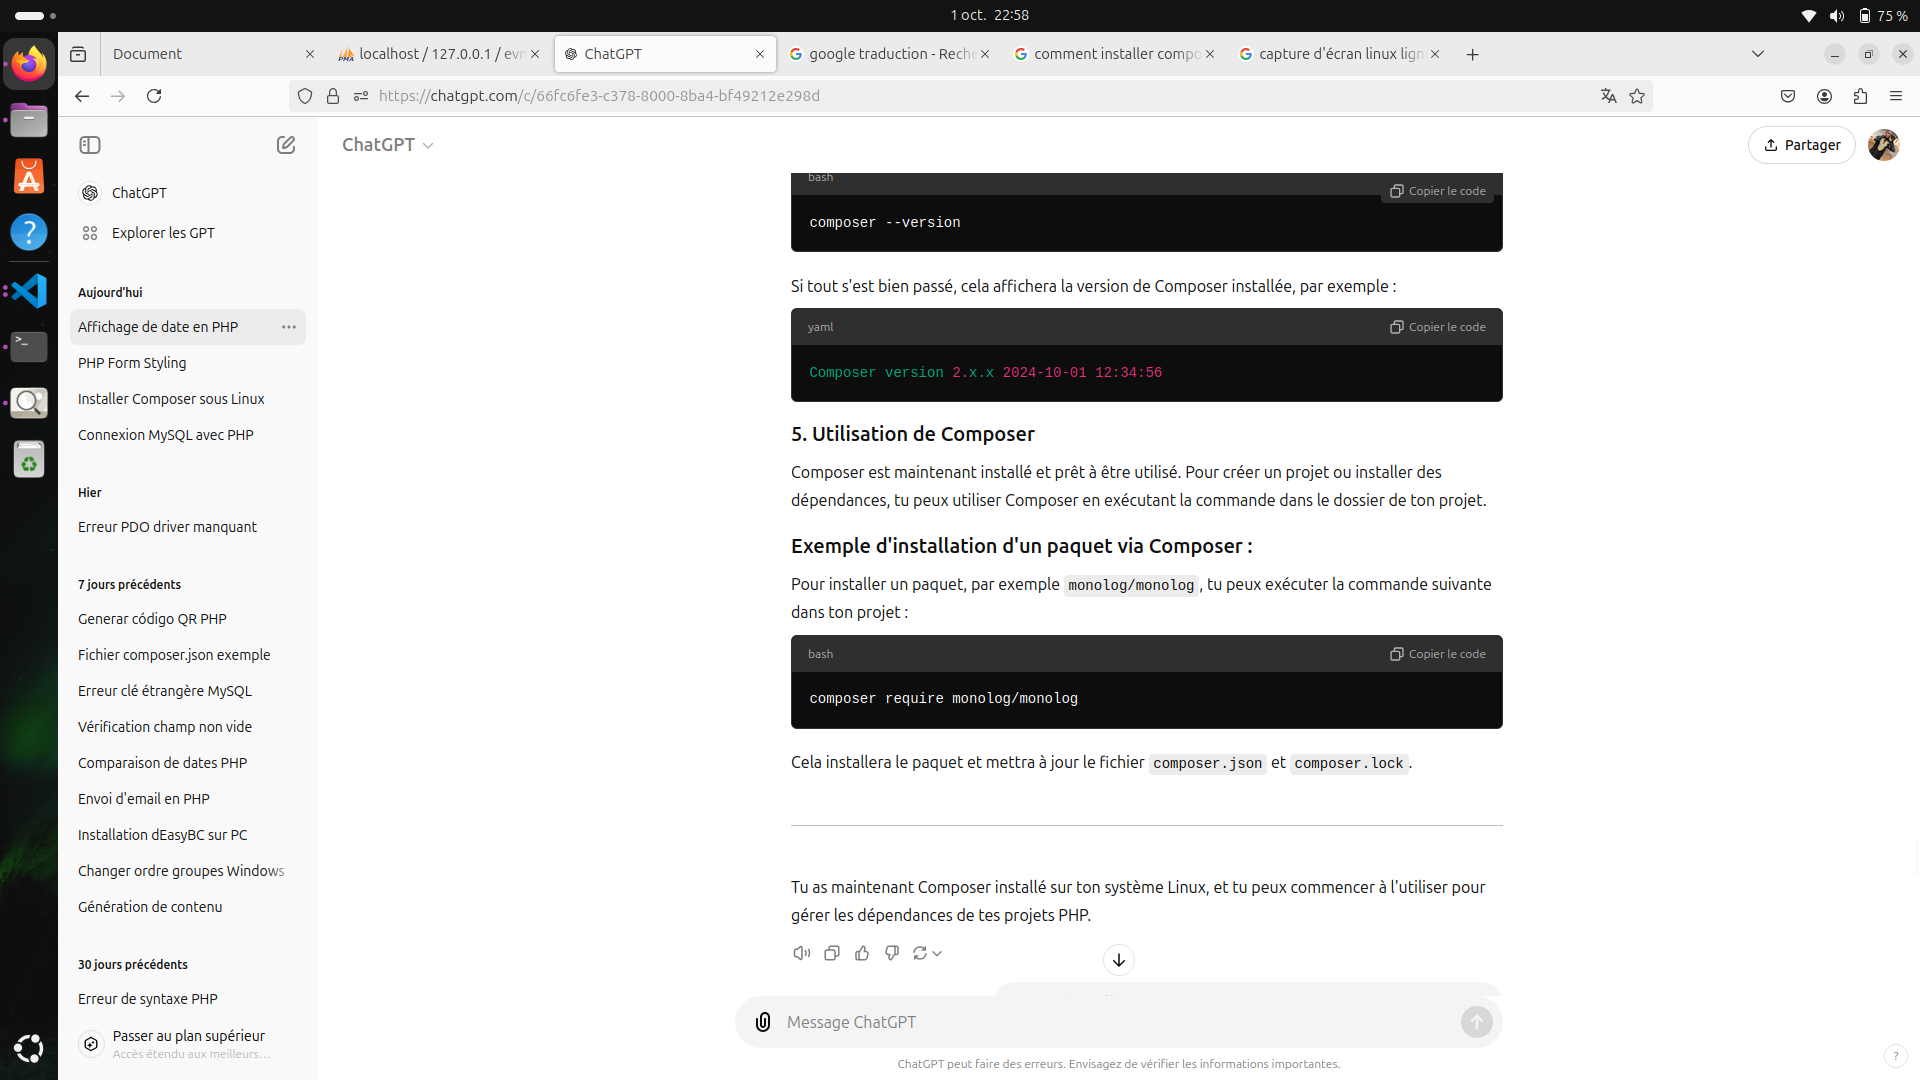 1 oct. 22:58
75 %
Document
localhost / 127.0.0.1 / evn
ChatGPT
google traduction - Reche
comment installer compo
capture d'écran linux lign
https://chatgpt.com/c/66fc6fe3-c378-8000-8ba4-bf49212e298d
ChatGPT
Partager
ChatGPT
Explorer les GPT
Aujourd'hui
Affichage de date en PHP
PHP Form Styling
Installer Composer sous Linux
Connexion MySQL avec PHP
Hier
Erreur PDO driver manquant
7 jours précédents
Generar código QR PHP
Fichier composer.json exemple
Erreur clé étrangère MySQL
Vérification champ non vide
Comparaison de dates PHP
Envoi d'email en PHP
Installation dEasyBC sur PC
Changer ordre groupes Windows
Génération de contenu
30 jours précédents
Erreur de syntaxe PHP
Passer au plan supérieur
Accès étendu aux meilleurs…
bash
Copier le code
composer --version
Si tout s'est bien passé, cela affichera la version de Composer installée, par exemple :
yaml
Copier le code
Composer version 2.x.x 2024-10-01 12:34:56
5. Utilisation de Composer
Composer est maintenant installé et prêt à être utilisé. Pour créer un projet ou installer des
dépendances, tu peux utiliser Composer en exécutant la commande dans le dossier de ton projet.
Exemple d'installation d'un paquet via Composer :
Pour installer un paquet, par exemple monolog/monolog, tu peux exécuter la commande suivante
dans ton projet :
bash
Copier le code
composer require monolog/monolog
Cela installera le paquet et mettra à jour le fichier composer.json et composer.lock.
Tu as maintenant Composer installé sur ton système Linux, et tu peux commencer à l'utiliser pour
gérer les dépendances de tes projets PHP.
Message ChatGPT
ChatGPT peut faire des erreurs. Envisagez de vérifier les informations importantes.
?